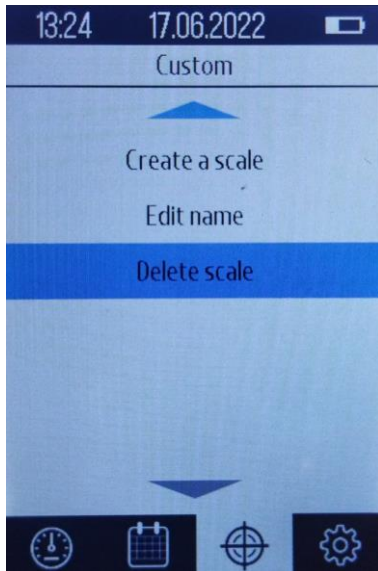 13:24 17.06.2022
Custom
Create a scale
Edit name
Delete scale